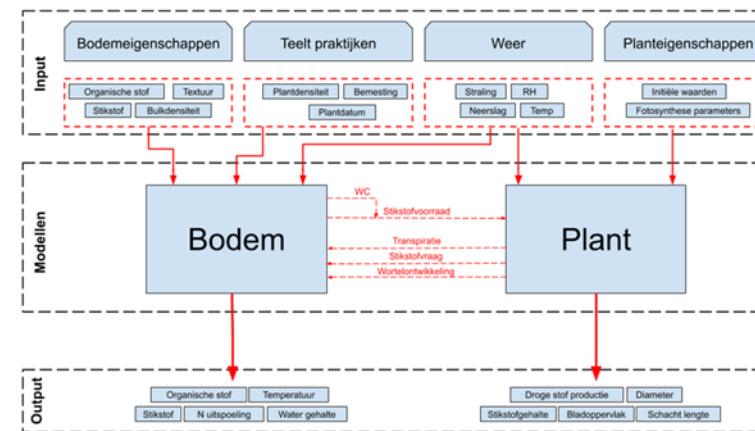 Input
Bodemeigenschappen
Teelt praktijken
Weer
Planteigenschappen
Organische stof
Textuur
Stikstof
Bulkdensiteit
Plantdensiteit
Bemesting
Plantdatum
Straling
RH
Neerslag
Temp
Initiële waarden
Fotosynthese parameters
Modellen
Bodem
WC
Stikstofvoorraad
Transpiratie
Stikstofvraag
Wortelontwikkeling
Plant
Output
Organische stof
Temperatuur
Stikstof
N uitspoeling
Water gehalte
Droge stof productie
Diameter
Stikstofgehalte
Bladoppervlak
Schacht lengte